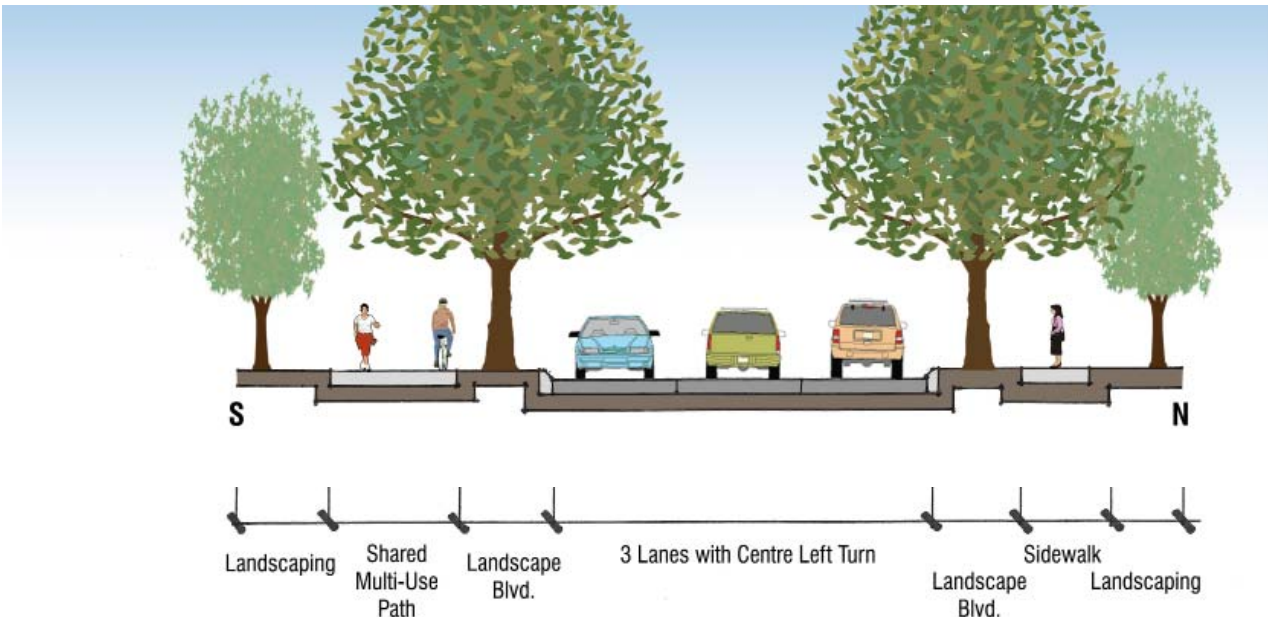 S
N
Landscaping
Shared
Multi-Use
Path
Landscape
Blvd.
3 Lanes with Centre Left Turn
Landscape
Blvd.
Sidewalk
Landscaping